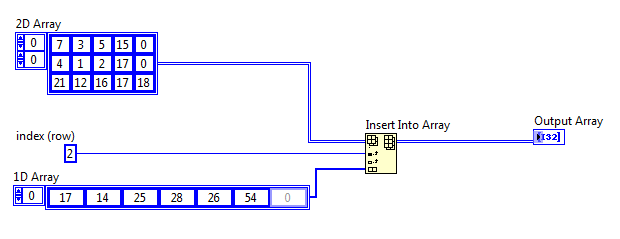 2D Array
0 7 3 5 15 0
0 4 1 2 17 0
21 12 16 17 18
Insert Into Array
Output Array
[32]
index (row)
2
1D Array
0 17 14 25 28 26 54 0